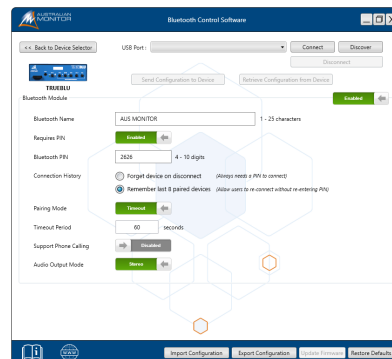 AUSTRALIAN
MONITOR
Bluetooth Control Software
<< Back to Device Selector
USB Port :
Connect
Discover
Disconnect
Send Configuration to Device
Retrieve Configuration from Device
TRUEBLU
Bluetooth Module
Enabled
Bluetooth Name
AUS MONITOR
1 - 25 characters
Requires PIN
Enabled
Bluetooth PIN
2626
4 - 10 digits
Connection History
Forget device on disconnect
(Always needs a PIN to connect)
Remember last 8 paired devices
(Allow users to re-connect without re-entering PIN)
Pairing Mode
Timeout
Timeout Period
60
seconds
Support Phone Calling
Disabled
Audio Output Mode
Stereo
WWW
Import Configuration
Export Configuration
Update Firmware
Restore Defaults